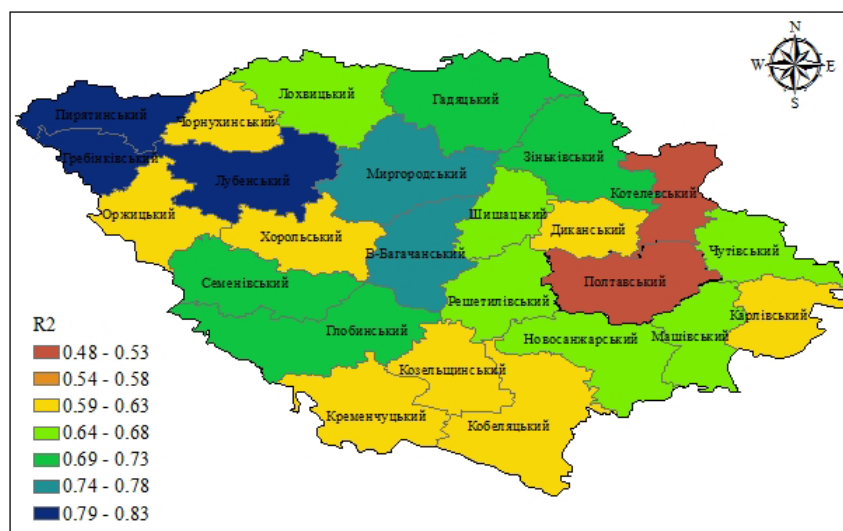 N
W E
S
Лохвицький
Гадяцький
Пирятинський
Чорнухинський
Зіньківський
Гребінківський
Лубенський
Миргородський
Котелевський
Оржицький
Шишацький
Хорольський
Диканський
В-Багачанський
Чутівський
Семенівський
Полтавський
Решетилівський
Карлівський
Глобинський
Новосанжарський
Машівський
Козельщинський
Кременчуцький
Кобеляцький
R2
0.48 - 0.53
0.54 - 0.58
0.59 - 0.63
0.64 - 0.68
0.69 - 0.73
0.74 - 0.78
0.79 - 0.83